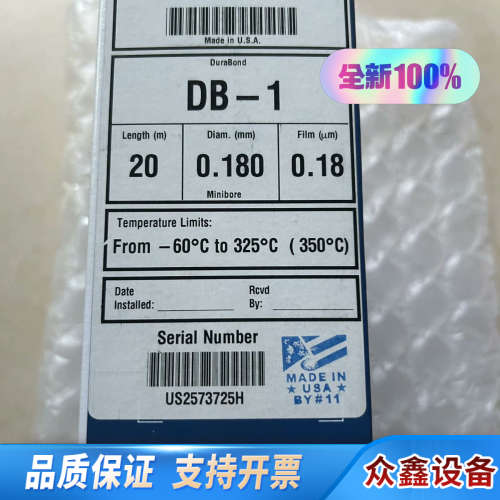 Made in U.S.A.
全新100%
DuraBond
DB-1
Length (m) Diam. (mm) Film (μm)
20 0.180 0.18
Minibore
Temperature Limits:
From -60°C to 325°C (350°C)
Date Rcvd
Installed: By:
Serial Number
US2573725H
MADE IN
USA
BY #11
品质保证 支持开票
众鑫设备